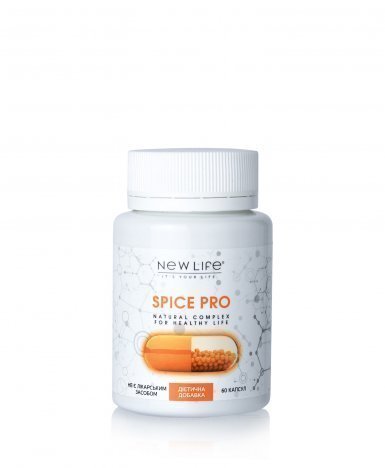 NEW LIFE®
IT'S YOUR LIFE
SPICE PRO
NATURAL COMPLEX
FOR HEALTHY LIFE
НЕ Є ЛІКАРСЬКИМ
ЗАСОБОМ
ДІЄТИЧНА
ДОБАВКА
60 КАПСУЛ